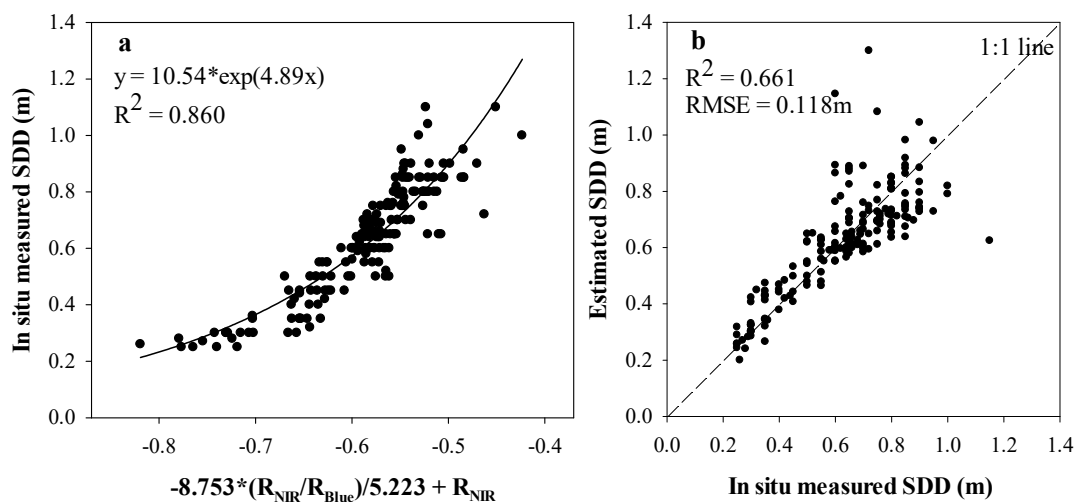 a
y = 10.54*exp(4.89x)
R2 = 0.860
In situ measured SDD (m)
1.4
1.2
1.0
0.8
0.6
0.4
0.2
0.0
-0.8
-0.7
-0.6
-0.5
-0.4
-8.753*(RNIR/RBlue)/5.223 + RNIR
b
1:1 line
R2 = 0.661
RMSE = 0.118m
Estimated SDD (m)
1.4
1.2
1.0
0.8
0.6
0.4
0.2
0.0
0.0
0.2
0.4
0.6
0.8
1.0
1.2
1.4
In situ measured SDD (m)